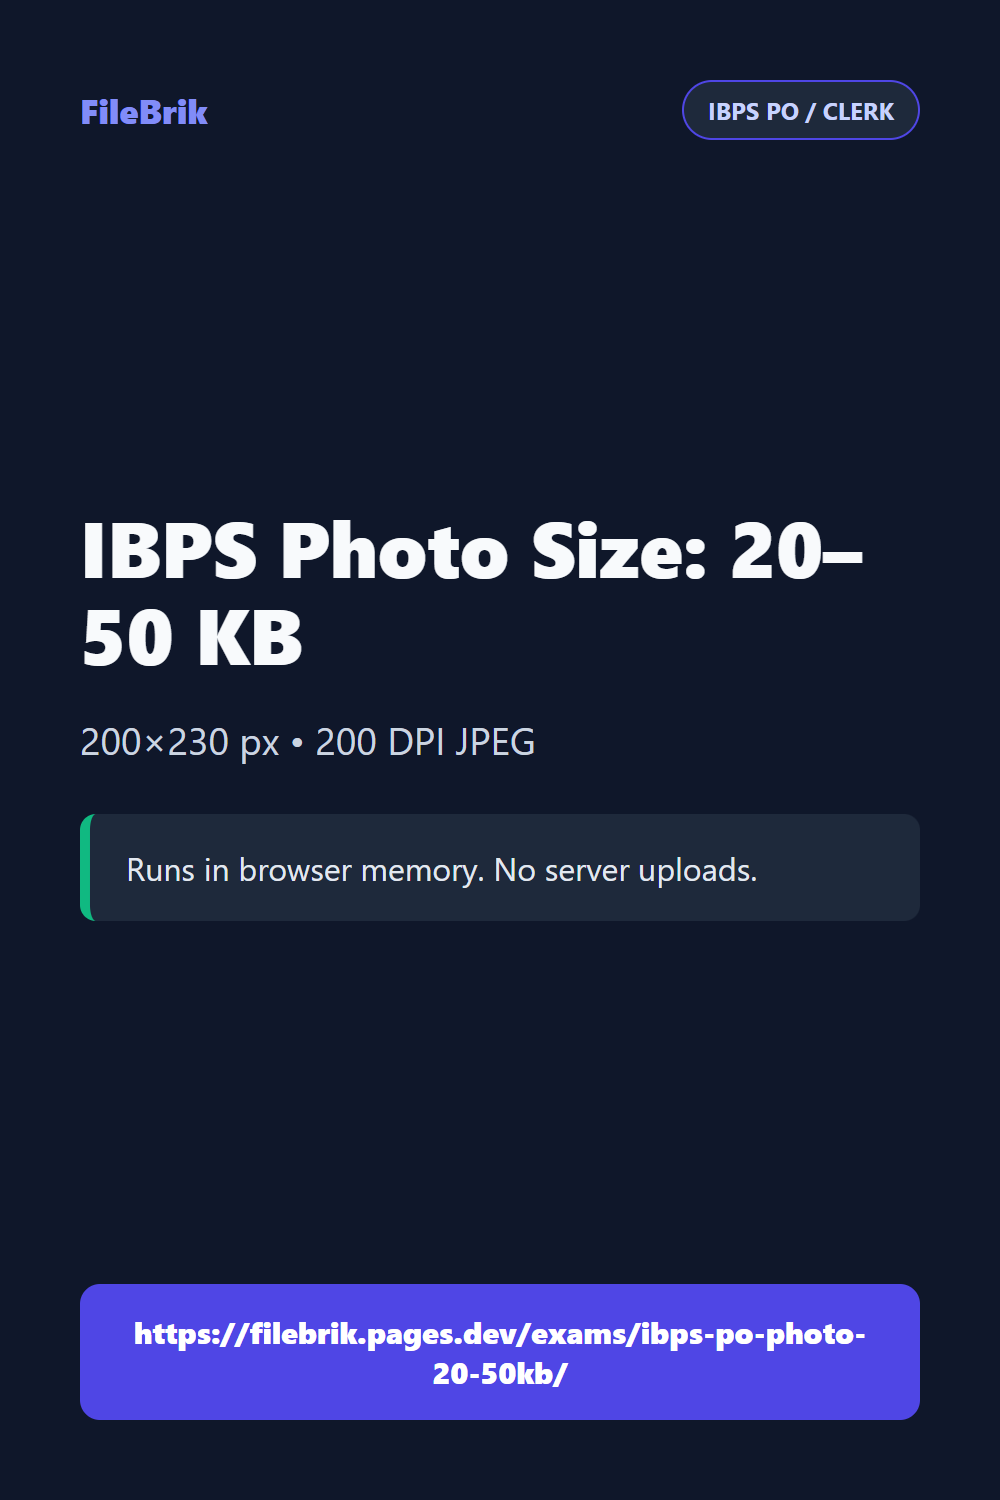 FileBrik
IBPS PO / CLERK
IBPS Photo Size: 20–
50 KB
200×230 px • 200 DPI JPEG
Runs in browser memory. No server uploads.
https://filebrik.pages.dev/exams/ibps-po-photo-
20-50kb/